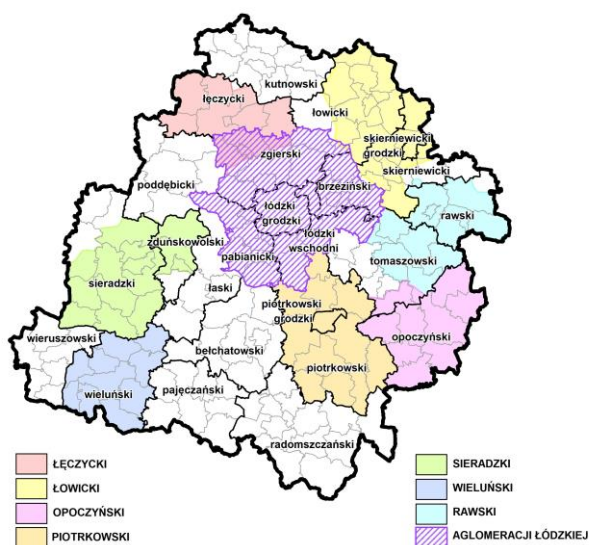 kutnowski
łęczycki
łowicki
skierniewicki
grodzki
skierniewicki
zgierski
brzeziński
poddębicki
rawski
łódzki
grodzki
łódzki
wschodni
zduńskowolski
pabianicki
tomaszowski
sieradzki
łaski
piotrkowski
grodzki
opoczyński
wieruszowski
bełchatowski
piotrkowski
wieluński
pajęczański
radomszczański
ŁĘCZYCKI
ŁOWICKI
OPOCZYŃSKI
PIOTRKOWSKI
SIERADZKI
WIELUŃSKI
RAWSKI
AGLOMERACJI ŁÓDZKIEJ